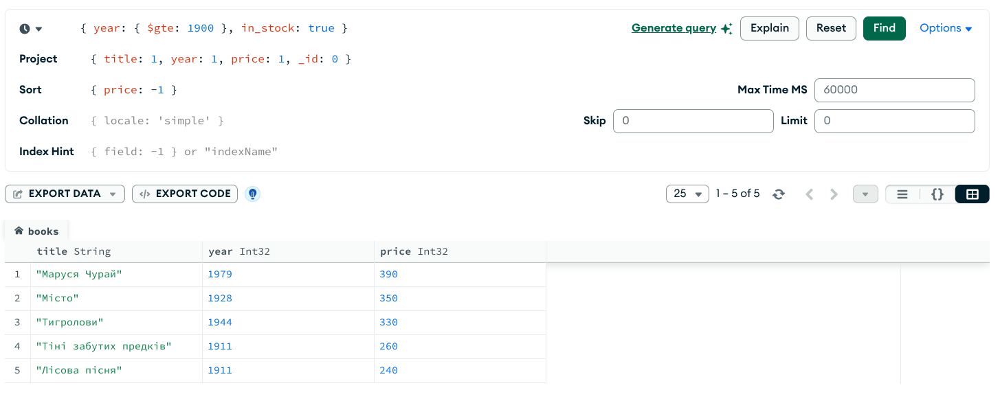 { year: { $gte: 1900 }, in_stock: true } Generate query Explain Reset Find Options
Project { title: 1, year: 1, price: 1, _id: 0 }
Sort { price: -1 } Max Time MS 60000
Collation { locale: 'simple' } Skip 0 Limit 0
Index Hint { field: -1 } or "indexName"
EXPORT DATA </> EXPORT CODE 25 1 – 5 of 5 {}
books
title String year Int32 price Int32
1 "Маруся Чурай" 1979 390
2 "Місто" 1928 350
3 "Тигролови" 1944 330
4 "Тіні забутих предків" 1911 260
5 "Лісова пісня" 1911 240